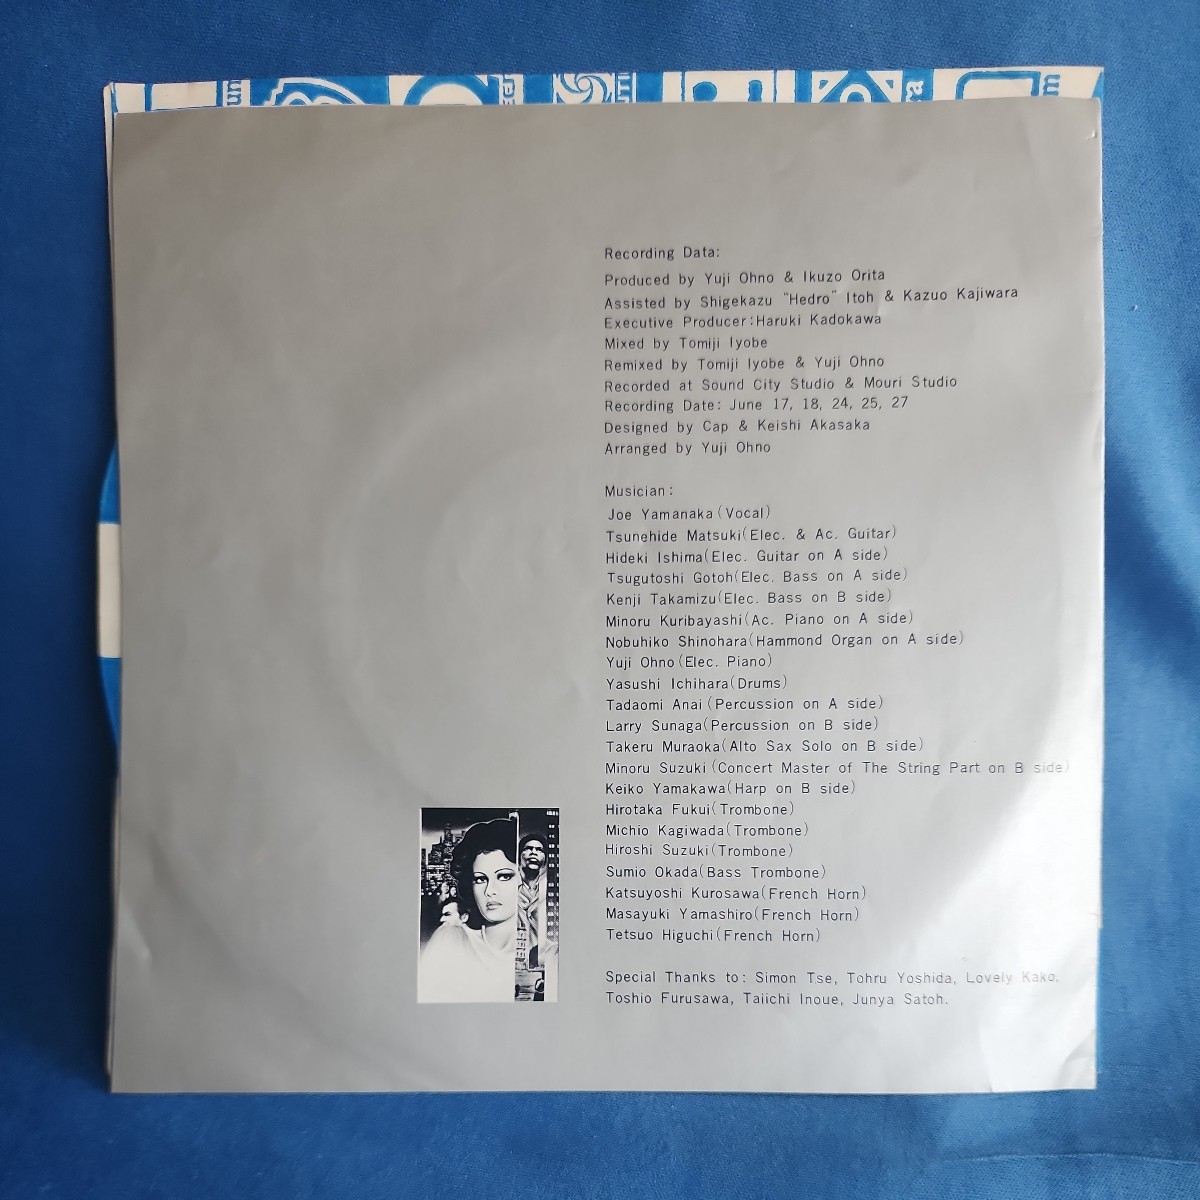 Recording Data:
Produced by Yuji Ohno & Ikuzo Orita
Assisted by Shigekazu "Hedro" Itoh & Kazuo Kajiwara
Executive Producer:Haruki Kadokawa
Mixed by Tomiji Iyobe
Remixed by Tomiji Iyobe & Yuji Ohno
Recorded at Sound City Studio & Mouri Studio
Recording Date: June 17, 18, 24, 25, 27
Designed by Cap & Keishi Akasaka
Arranged by Yuji Ohno
Musician:
Joe Yamanaka(Vocal)
Tsunehide Matsuki(Elec. & Ac. Guitar)
Hideki Ishima(Elec. Guitar on A side)
Tsugutoshi Gotoh(Elec. Bass on A side)
Kenji Takamizu(Elec. Bass on B side)
Minoru Kuribayashi(Ac. Piano on A side)
Nobuhiko Shinohara(Hammond Organ on A side)
Yuji Ohno(Elec. Piano)
Yasushi Ichihara(Drums)
Tadaomi Anai(Percussion on A side)
Larry Sunaga(Percussion on B side)
Takeru Muraoka(Alto Sax Solo on B side)
Minoru Suzuki(Concert Master of The String Part on B side)
Keiko Yamakawa(Harp on B side)
Hirotaka Fukui(Trombone)
Michio Kagiwada(Trombone)
Hiroshi Suzuki(Trombone)
Sumio Okada(Bass Trombone)
Katsuyoshi Kurosawa(French Horn)
Masayuki Yamashiro(French Horn)
Tetsuo Higuchi(French Horn)
Special Thanks to: Simon Tse, Tohru Yoshida, Lovely Kako,
Toshio Furusawa, Taiichi Inoue, Junya Satoh.